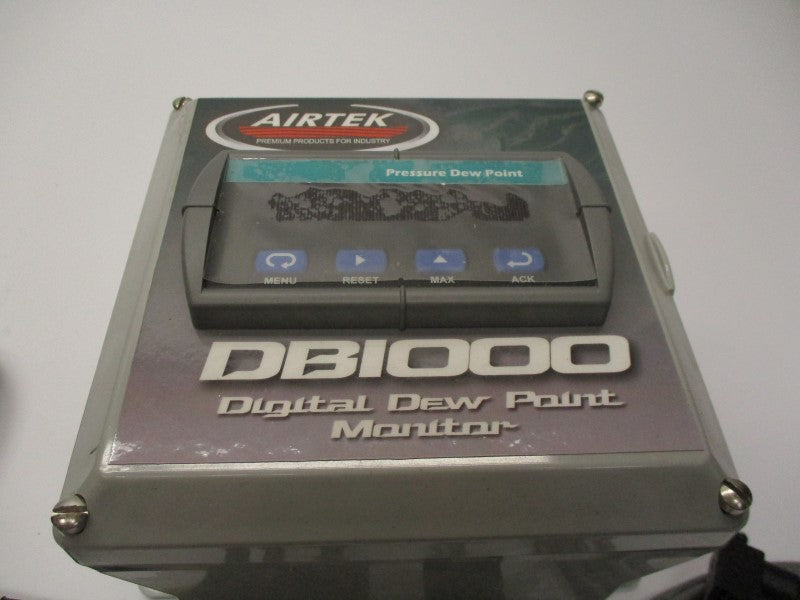 AIRTEK
PREMIUM PRODUCTS FOR INDUSTRY
Pressure Dew Point
MENU RESET MAX ACK
DB1000
Digital Dew Point
Monitor